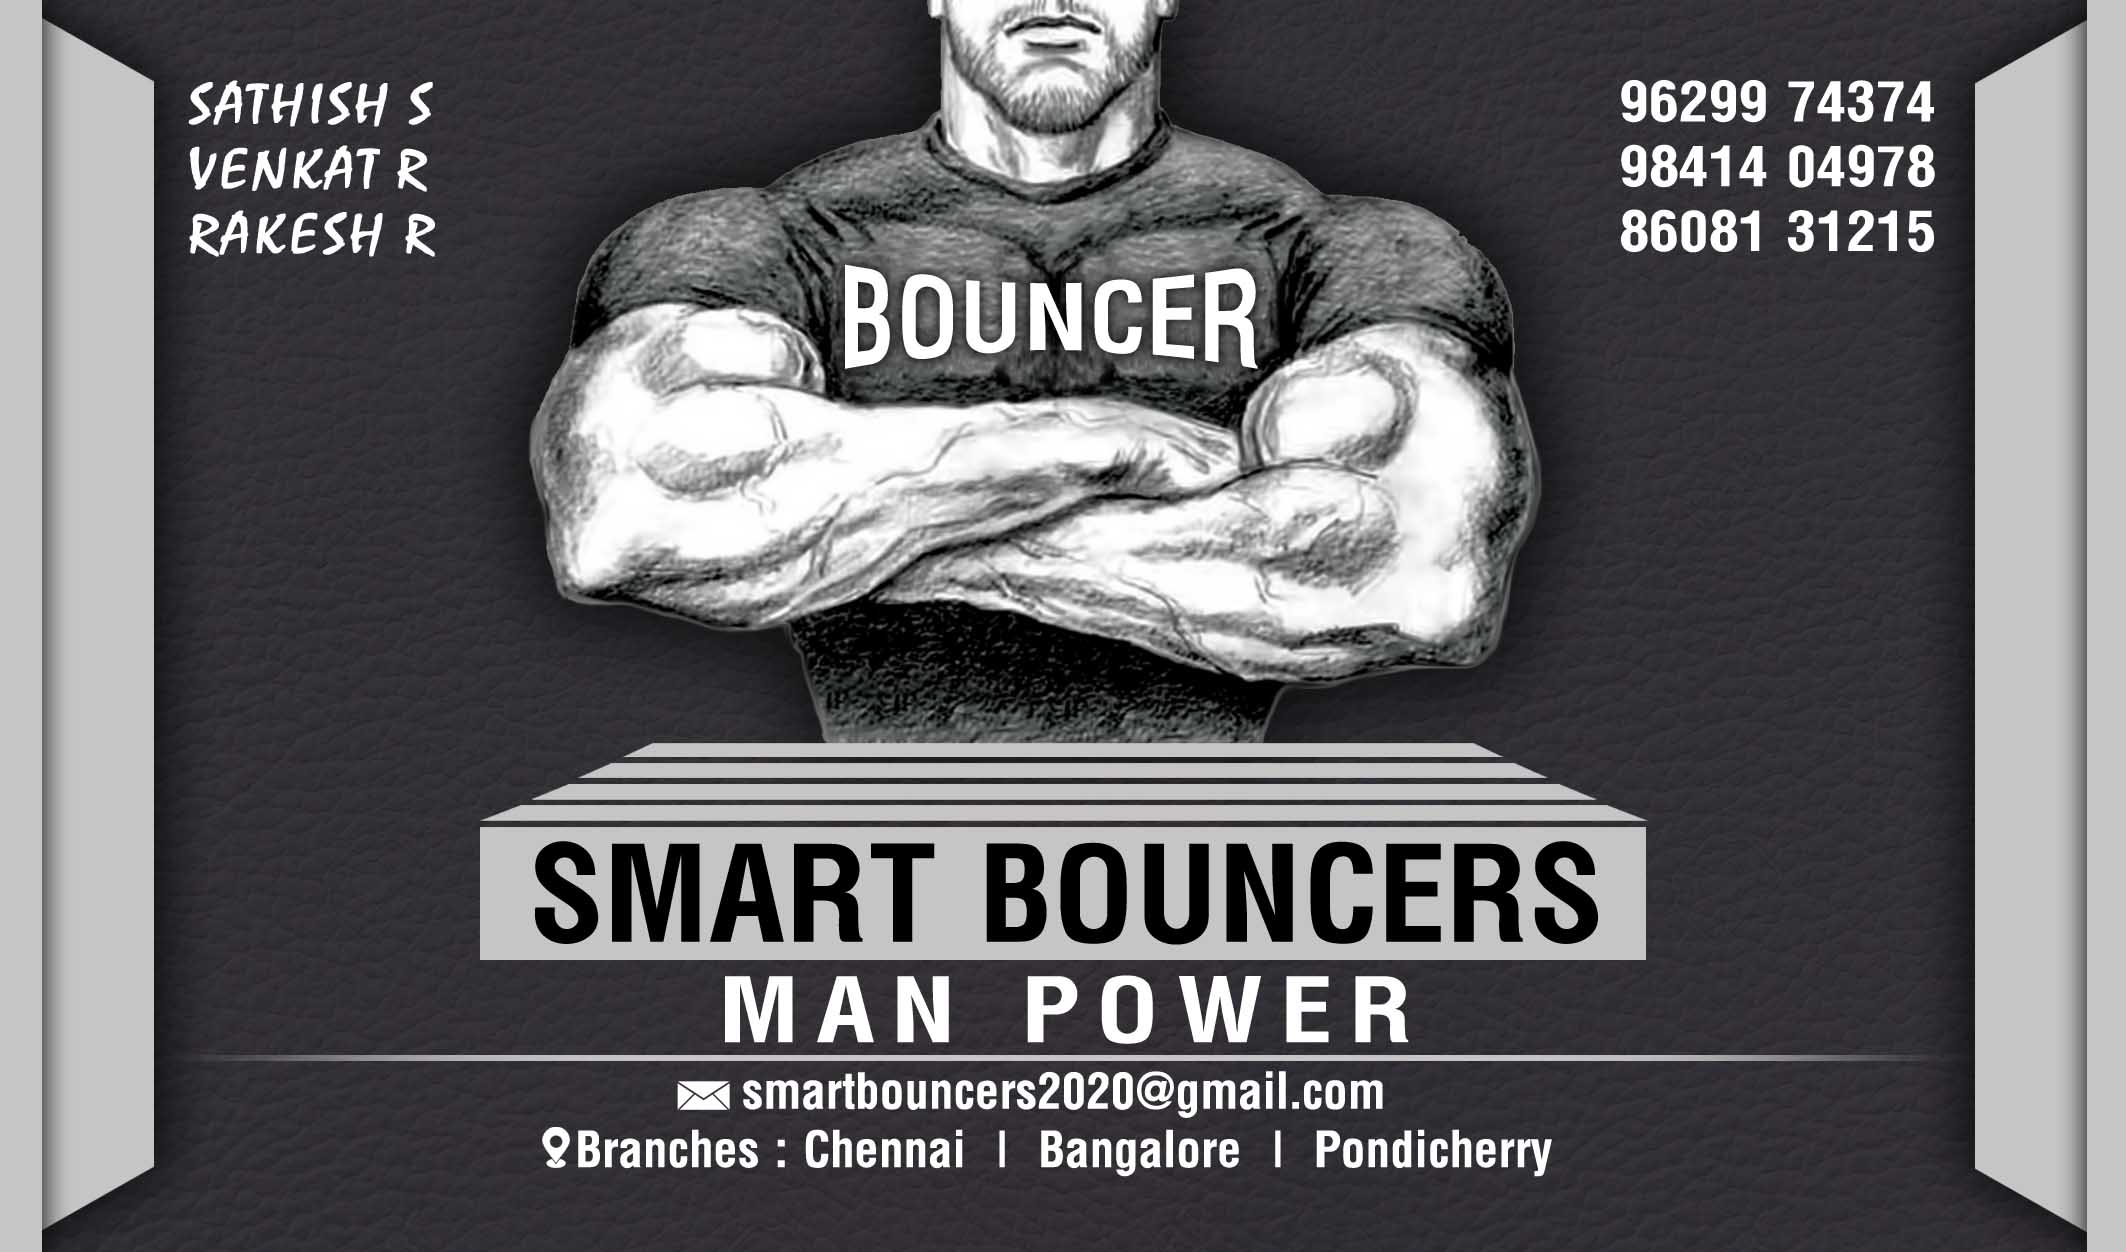 SATHISH S
VENKAT R
RAKESH R
96299 74374
98414 04978
86081 31215
BOUNCER
SMART BOUNCERS
MAN POWER
smartbouncers2020@gmail.com
Branches : Chennai | Bangalore | Pondicherry